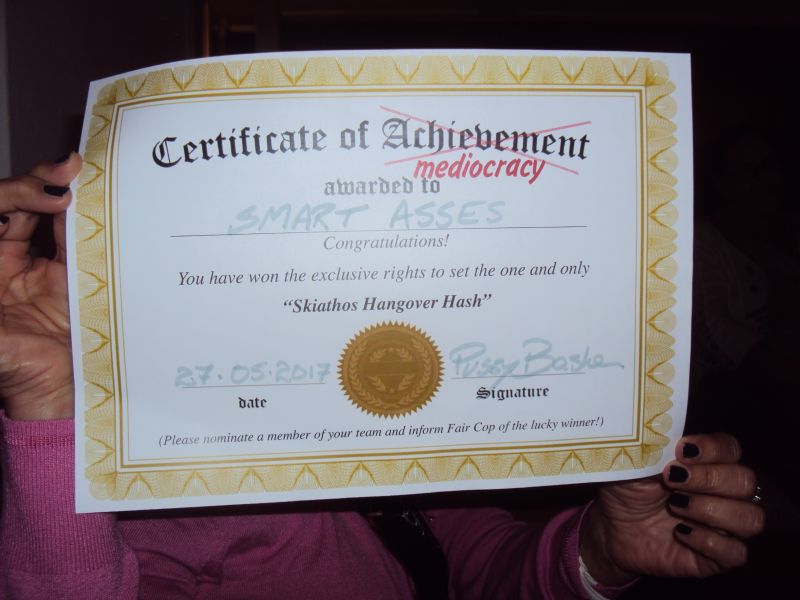 Certificate of Achievement
mediocracy
awarded to
SMART ASSES
Congratulations!
You have won the exclusive rights to set the one and only
“Skiathos Hangover Hash”
27.05.2017 Pussy
date Signature
(Please nominate a member of your team and inform Fair Cop of the lucky winner!)